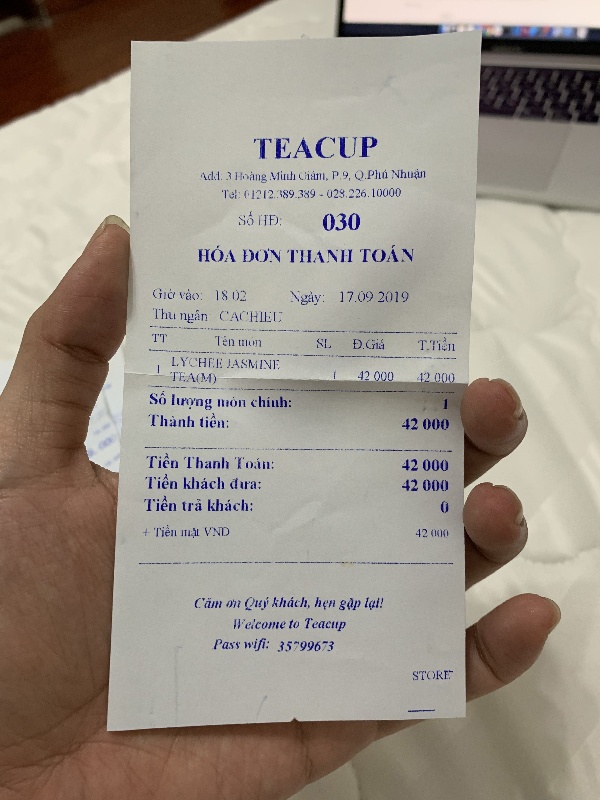 TEACUP
Add: 3 Hoàng Minh Giám, P.9, Q.Phú Nhuận
Tel: 01212.389.389 - 028.226.10000
Số HĐ: 030
HÓA ĐƠN THANH TOÁN
Giờ vào: 18:02 Ngày: 17.09 2019
Thu ngân CACHIEU
TT Tên món SL Đ.Giá T.Tiền
1 LYCHEE JASMINE
TEA(M) 1 42 000 42 000
Số lượng món chính: 1
Thành tiền: 42 000
Tiền Thanh Toán: 42 000
Tiền khách đưa: 42 000
Tiền trả khách: 0
+ Tiền mặt VND 42 000
Cãm ơn Quý khách, hẹn gặp lại!
Welcome to Teacup
Pass wifi: 35799673
STORE